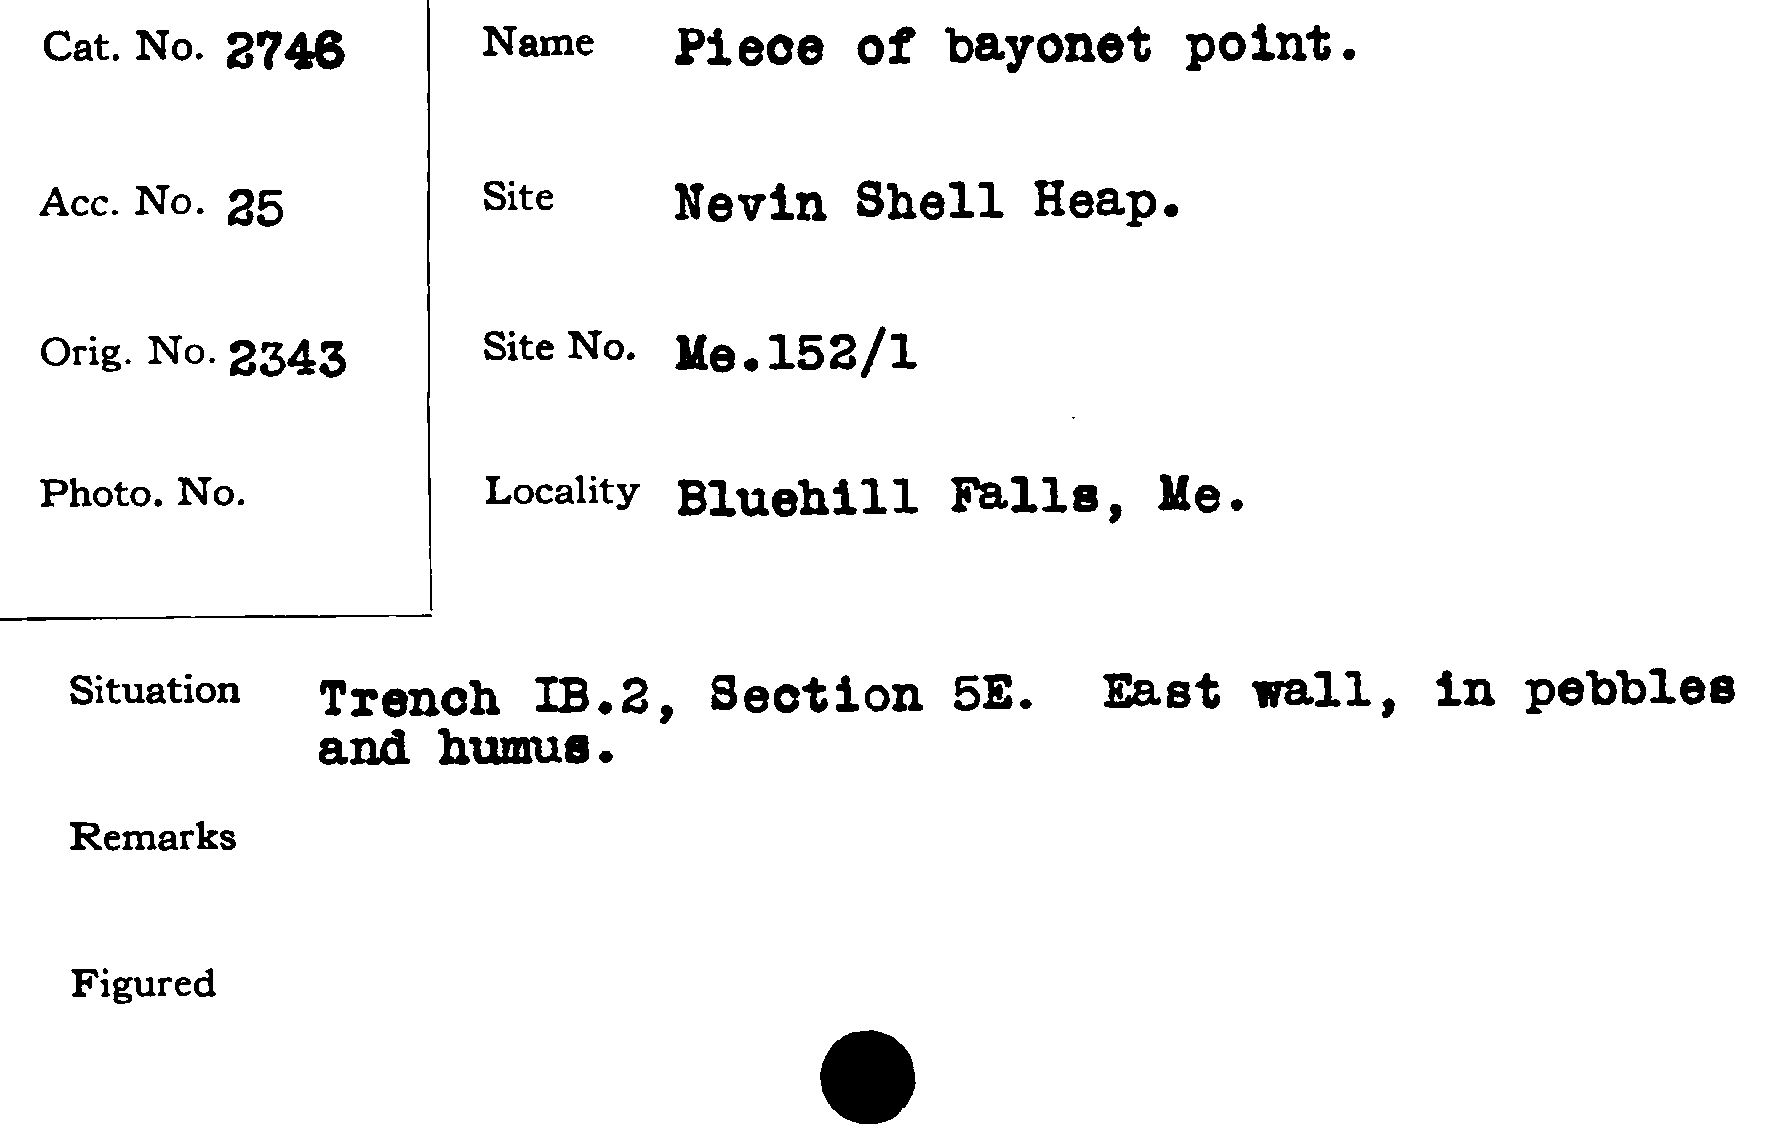 Cat. No. 2746
Name Piece of bayonet point.
Acc. No. 25
Site Nevin Shell Heap.
Orig. No. 2343
Site No. Me.152/1
Photo. No.
Locality Bluehill Falls, Me.
Situation Trench IB.2, Section 5E. East wall, in pebbles
and humus.
Remarks
Figured